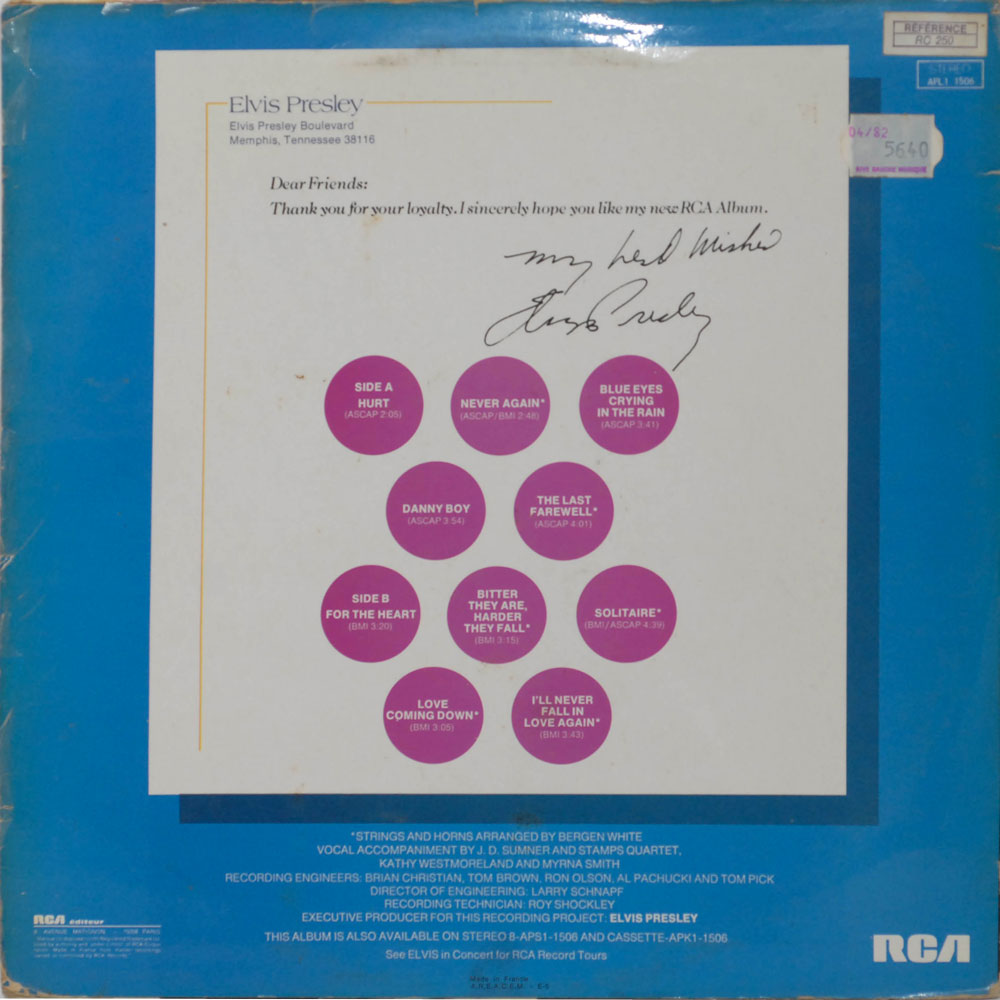 RÉFÉRENCE
RO 250
STEREO
APL1 1506
04/82
5640
Elvis Presley
Elvis Presley Boulevard
Memphis, Tennessee 38116
Dear Friends:
Thank you for your loyalty. I sincerely hope you like my new RCA Album.
My best Wishes
Elvis Presley
SIDE A
HURT
(ASCAP 2:05)
NEVER AGAIN*
(ASCAP/BMI 2:48)
BLUE EYES
CRYING
IN THE RAIN
(ASCAP 3:41)
DANNY BOY
(ASCAP 3:54)
THE LAST
FAREWELL*
(ASCAP 4:01)
SIDE B
FOR THE HEART
(BMI 3:20)
BITTER
THEY ARE,
HARDER
THEY FALL*
(BMI 3:15)
SOLITAIRE*
(BMI/ASCAP 4:39)
LOVE
COMING DOWN*
(BMI 3:05)
I'LL NEVER
FALL IN
LOVE AGAIN*
(BMI 3:43)
*STRINGS AND HORNS ARRANGED BY BERGEN WHITE
VOCAL ACCOMPANIMENT BY J. D. SUMNER AND STAMPS QUARTET,
KATHY WESTMORELAND AND MYRNA SMITH
RECORDING ENGINEERS: BRIAN CHRISTIAN, TOM BROWN, RON OLSON, AL PACHUCKI AND TOM PICK
DIRECTOR OF ENGINEERING: LARRY SCHNAPF
RECORDING TECHNICIAN: ROY SHOCKLEY
EXECUTIVE PRODUCER FOR THIS RECORDING PROJECT: ELVIS PRESLEY
THIS ALBUM IS ALSO AVAILABLE ON STEREO 8-APS1-1506 AND CASSETTE-APK1-1506
See ELVIS in Concert for RCA Record Tours
RCA editeur
9 AVENUE MATIGNON - 75008 PARIS
RCA
Made in France